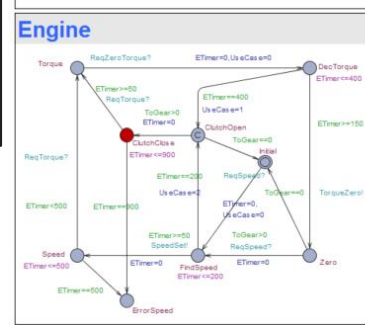 Engine
Torque
ReqZeroTorque?
ETimer=0,UseCase=0
DecTorque
ETimer<=400
ETimer>=50
ReqTorque?
ETimer==400
UseCase=1
ToGear>0
ETimer=0
ClutchOpen
C
ToGear==0
ETimer>=150
ClutchClose
ETimer<=900
Initial
ReqTorque?
ETimer==200
UseCase=2
ReqSpeed?
ToGear==0
TorqueZero!
ETimer=0,
UseCase=0
ETimer<500
ETimer==900
ETimer>=50
SpeedSet!
ToGear>0
ReqSpeed?
Speed
ETimer<=500
ETimer=0
FindSpeed
ETimer<=200
ETimer=0
Zero
ETimer==500
ErrorSpeed